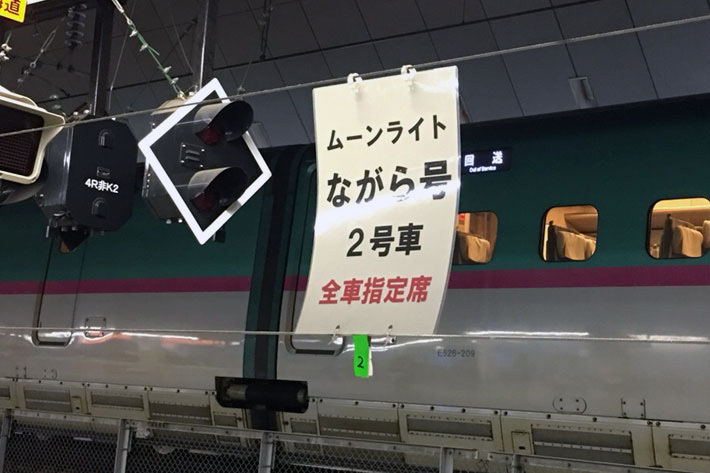 道
4R非K2
ムーンライト
ながら号
2号車
全車指定席
2
回送
Out of Service
E526-209